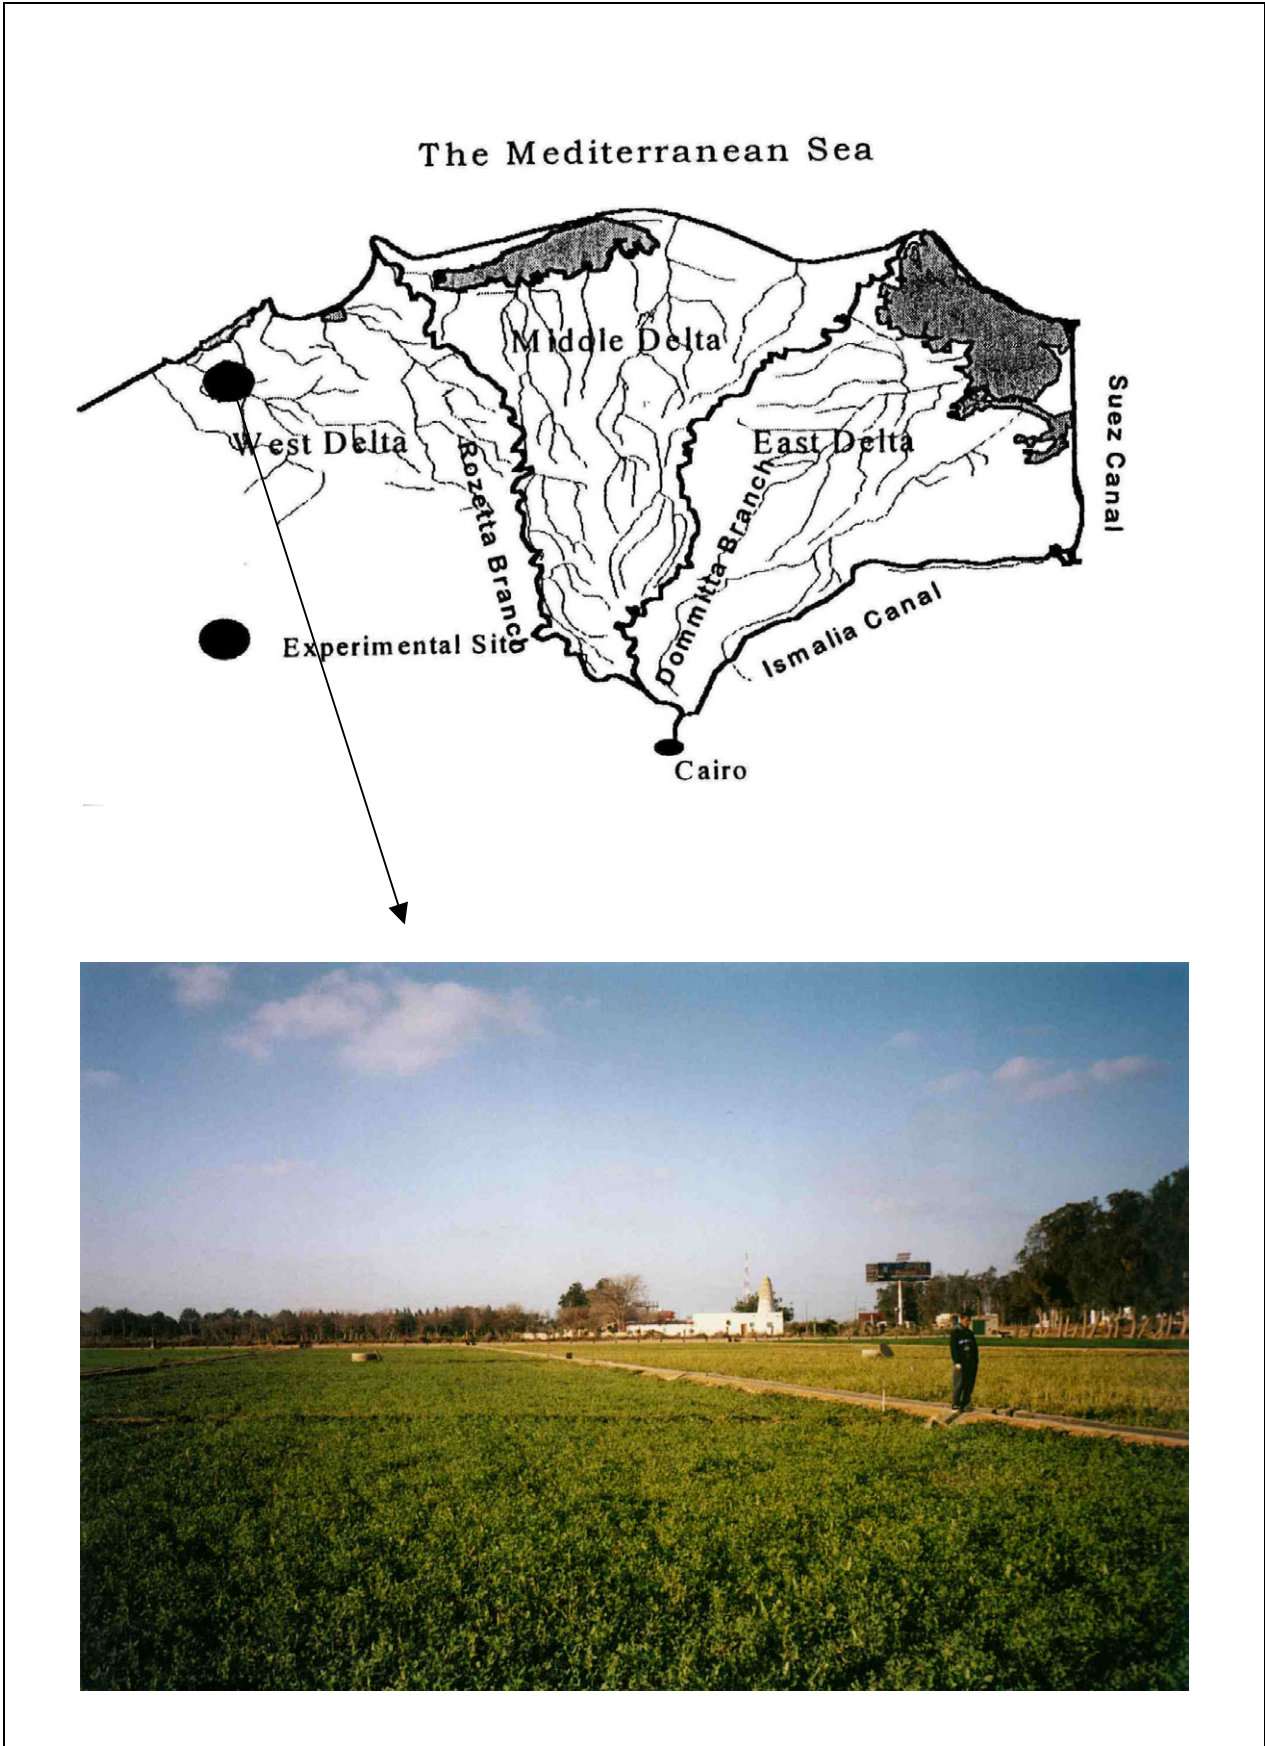 The Mediterranean Sea
Middle Delta
West Delta
East Delta
Suez Canal
Rozetta Branch
Dommitta Branch
Ismalia Canal
Experimental Site
Cairo